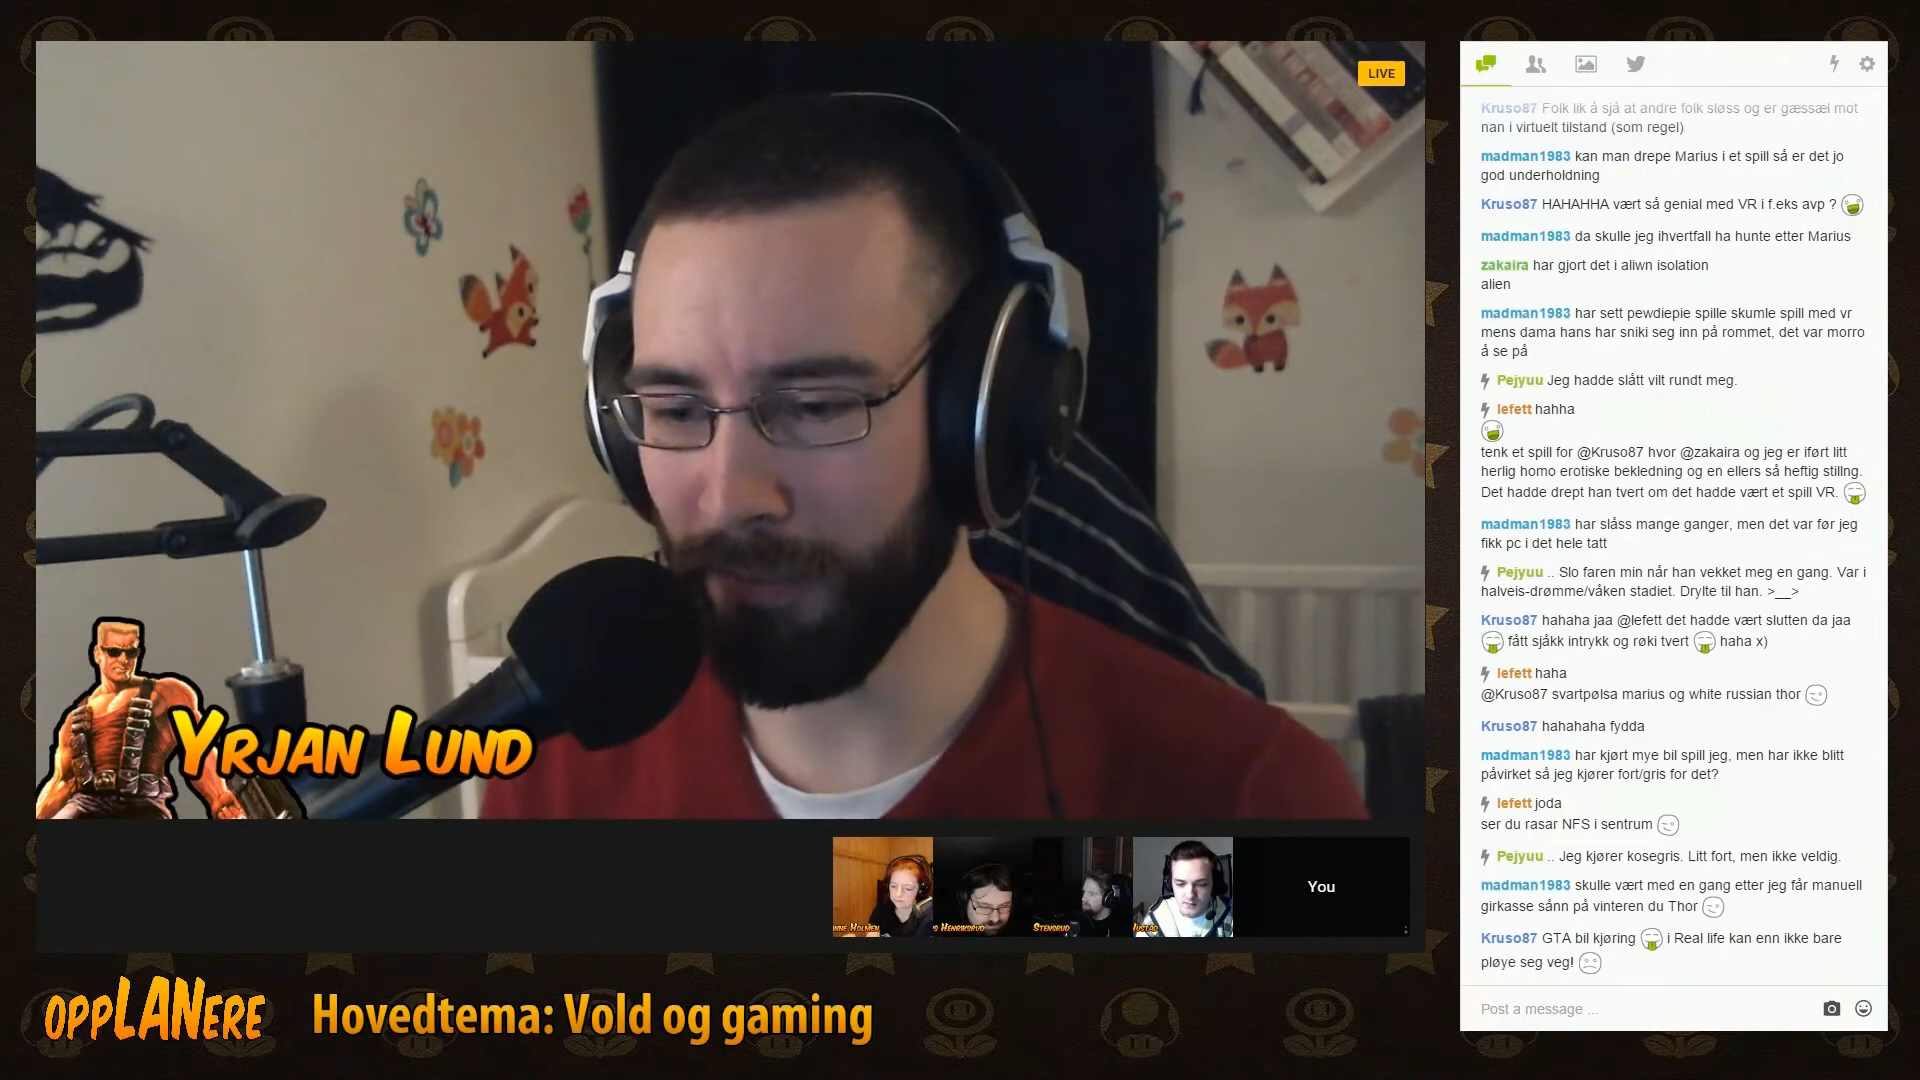 LIVE
YRJAN LUND
NNE HOLMEN
S HENRIKSRUD
STENSRUD
You
OPPLANERE
Hovedtema: Vold og gaming
Kruso87 Folk lik å sjå at andre folk sløss og er gæssæl mot
nan i virtuelt tilstand (som regel)
madman1983 kan man drepe Marius i et spill så er det jo
god underholdning
Kruso87 HAHAHHA vært så genial med VR i f.eks avp ?
madman1983 da skulle jeg ihvertfall ha hunte etter Marius
zakaira har gjort det i aliwn isolation
alien
madman1983 har sett pewdiepie spille skumle spill med vr
mens dama hans har sniki seg inn på rommet, det var morro
å se på
Pejyuu Jeg hadde slått vilt rundt meg.
lefett hahha
tenk et spill for @Kruso87 hvor @zakaira og jeg er iført litt
herlig homo erotiske bekledning og en ellers så heftig stillng.
Det hadde drept han tvert om det hadde vært et spill VR.
madman1983 har slåss mange ganger, men det var før jeg
fikk pc i det hele tatt
Pejyuu .. Slo faren min når han vekket meg en gang. Var i
halveis-drømme/våken stadiet. Drylte til han. >__>
Kruso87 hahaha jaa @lefett det hadde vært slutten da jaa
fått sjåkk intrykk og røki tvert haha x)
lefett haha
@Kruso87 svartpølsa marius og white russian thor
Kruso87 hahahaha fydda
madman1983 har kjørt mye bil spill jeg, men har ikke blitt
påvirket så jeg kjører fort/gris for det?
lefett joda
ser du rasar NFS i sentrum
Pejyuu .. Jeg kjører kosegris. Litt fort, men ikke veldig.
madman1983 skulle vært med en gang etter jeg får manuell
girkasse sånn på vinteren du Thor
Kruso87 GTA bil kjøring i Real life kan enn ikke bare
pløye seg veg!
Post a message ...